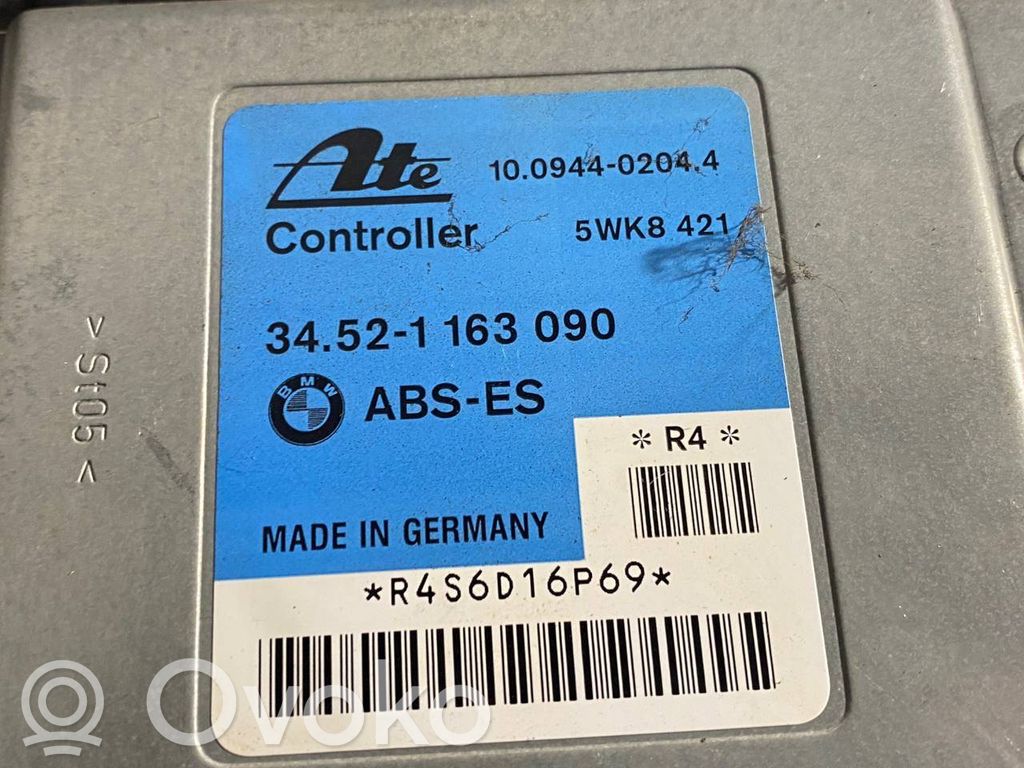 Ate
10.0944-0204.4
Controller
5WK8 421
34.52-1 163 090
BMW
ABS-ES
* R4 *
MADE IN GERMANY
*R4S6D16P69*
>St05<
Ovoko